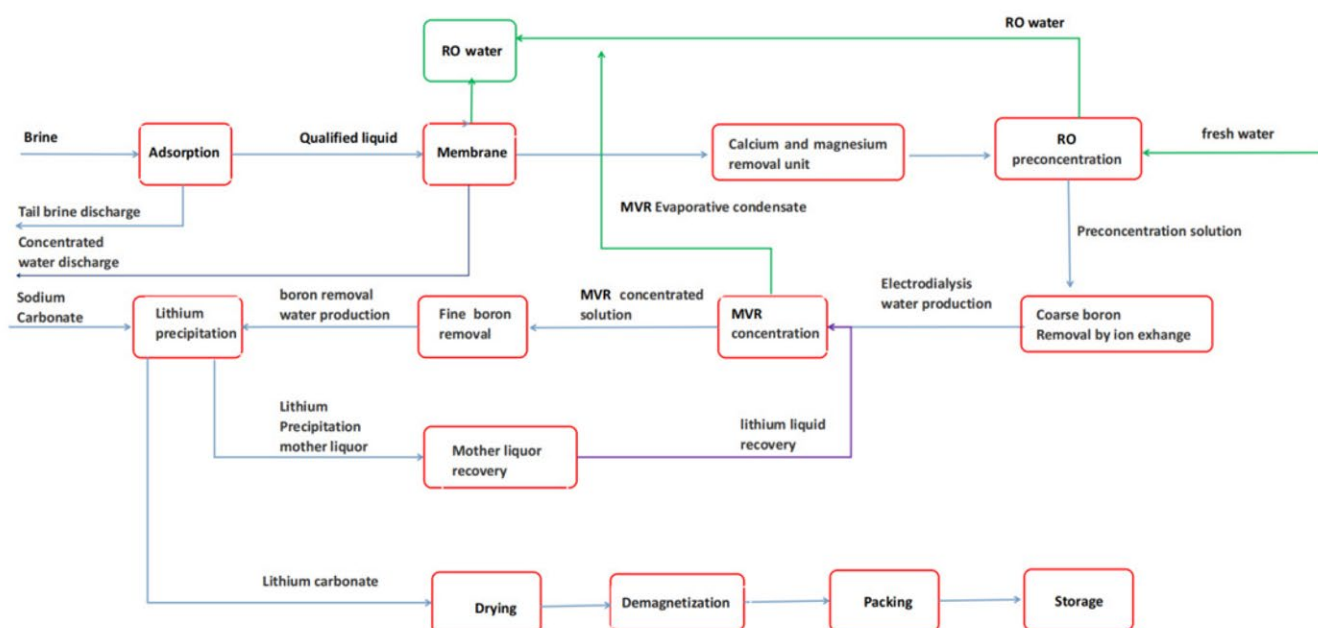 RO water
RO water
Brine
Adsorption
Qualified liquid
Membrane
Calcium and magnesium
removal unit
RO
preconcentration
fresh water
Tail brine discharge
Concentrated
water discharge
MVR Evaporative condensate
Preconcentration solution
Sodium
Carbonate
Lithium
precipitation
boron removal
water production
Fine boron
removal
MVR concentrated
solution
MVR
concentration
Electrodialysis
water production
Coarse boron
Removal by ion exhange
Lithium
Precipitation
mother liquor
Mother liquor
recovery
lithium liquid
recovery
Lithium carbonate
Drying
Demagnetization
Packing
Storage